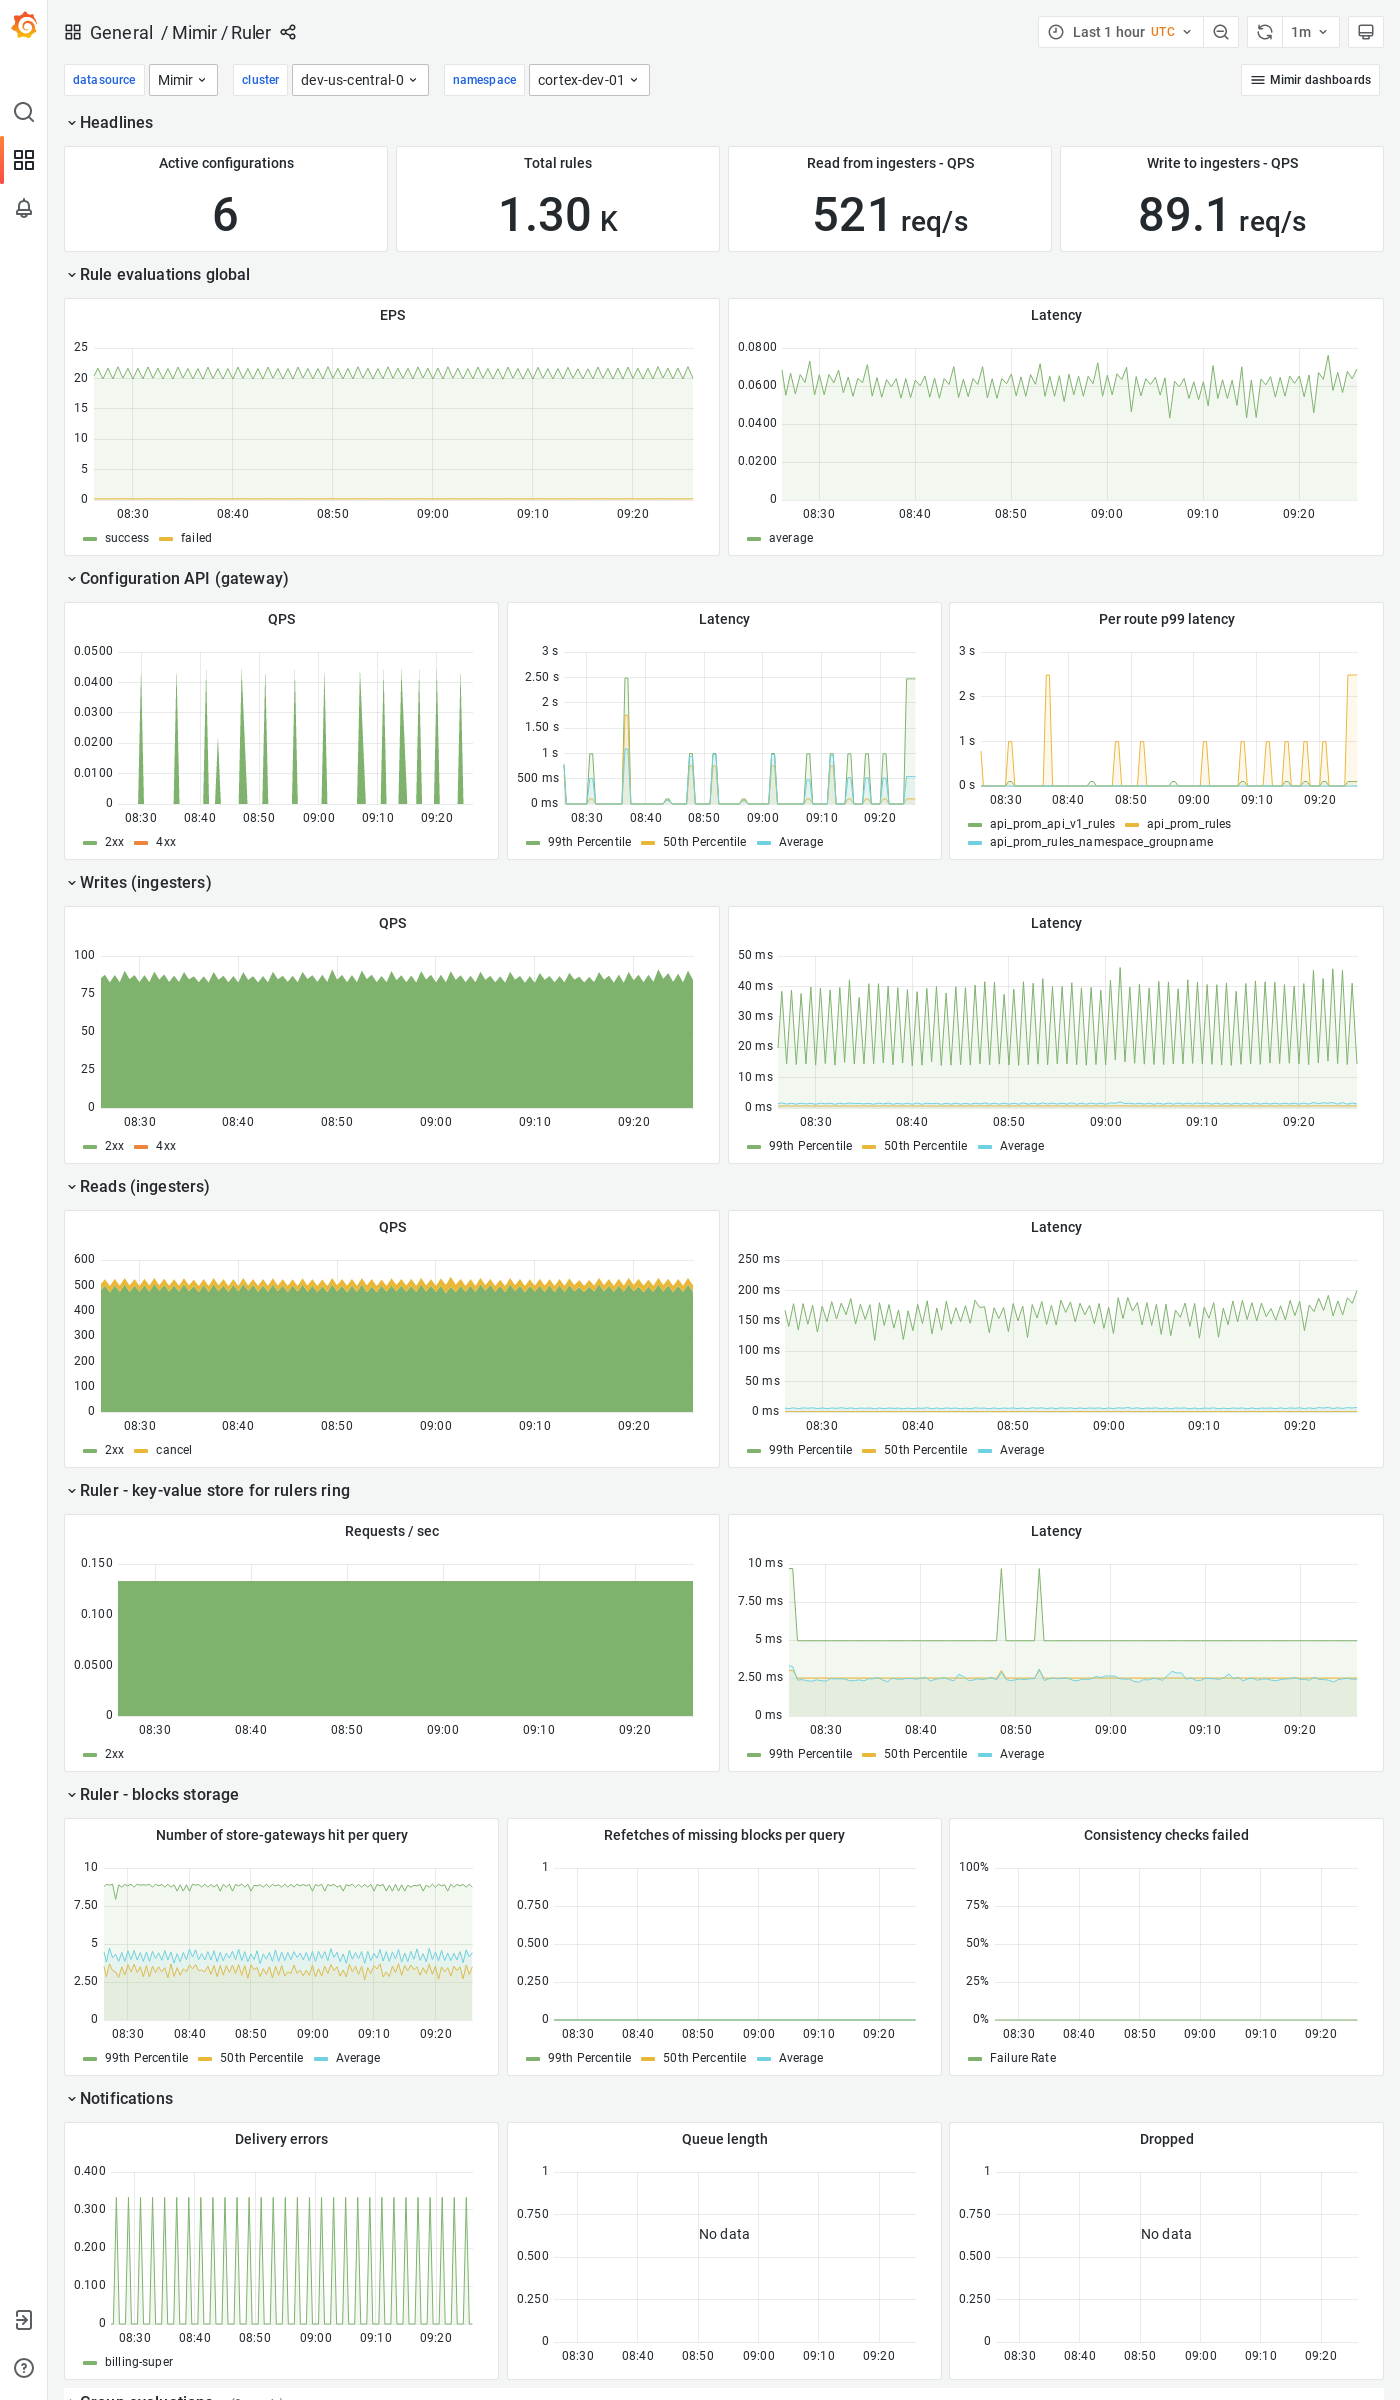 General / Mimir / Ruler
Last 1 hour UTC
1m
datasource Mimir cluster dev-us-central-0 namespace cortex-dev-01 Mimir dashboards
Headlines
Active configurations
6
Total rules
1.30 K
Read from ingesters - QPS
521 req/s
Write to ingesters - QPS
89.1 req/s
Rule evaluations global
EPS
25
20
15
10
5
0
08:30 08:40 08:50 09:00 09:10 09:20
success failed
Latency
0.0800
0.0600
0.0400
0.0200
0
08:30 08:40 08:50 09:00 09:10 09:20
average
Configuration API (gateway)
QPS
0.0500
0.0400
0.0300
0.0200
0.0100
0
08:30 08:40 08:50 09:00 09:10 09:20
2xx 4xx
Latency
3 s
2.50 s
2 s
1.50 s
1 s
500 ms
0 ms
08:30 08:40 08:50 09:00 09:10 09:20
99th Percentile 50th Percentile Average
Per route p99 latency
3 s
2 s
1 s
0 s
08:30 08:40 08:50 09:00 09:10 09:20
api_prom_api_v1_rules api_prom_rules
api_prom_rules_namespace_groupname
Writes (ingesters)
QPS
100
75
50
25
0
08:30 08:40 08:50 09:00 09:10 09:20
2xx 4xx
Latency
50 ms
40 ms
30 ms
20 ms
10 ms
0 ms
08:30 08:40 08:50 09:00 09:10 09:20
99th Percentile 50th Percentile Average
Reads (ingesters)
QPS
600
500
400
300
200
100
0
08:30 08:40 08:50 09:00 09:10 09:20
2xx cancel
Latency
250 ms
200 ms
150 ms
100 ms
50 ms
0 ms
08:30 08:40 08:50 09:00 09:10 09:20
99th Percentile 50th Percentile Average
Ruler - key-value store for rulers ring
Requests / sec
0.150
0.100
0.0500
0
08:30 08:40 08:50 09:00 09:10 09:20
2xx
Latency
10 ms
7.50 ms
5 ms
2.50 ms
0 ms
08:30 08:40 08:50 09:00 09:10 09:20
99th Percentile 50th Percentile Average
Ruler - blocks storage
Number of store-gateways hit per query
10
7.50
5
2.50
0
08:30 08:40 08:50 09:00 09:10 09:20
99th Percentile 50th Percentile Average
Refetches of missing blocks per query
1
0.750
0.500
0.250
0
08:30 08:40 08:50 09:00 09:10 09:20
99th Percentile 50th Percentile Average
Consistency checks failed
100%
75%
50%
25%
0%
08:30 08:40 08:50 09:00 09:10 09:20
Failure Rate
Notifications
Delivery errors
0.400
0.300
0.200
0.100
0
08:30 08:40 08:50 09:00 09:10 09:20
billing-super
Queue length
1
0.750
0.500
0.250
0
No data
08:30 08:40 08:50 09:00 09:10 09:20
Dropped
1
0.750
0.500
0.250
0
No data
08:30 08:40 08:50 09:00 09:10 09:20
Group evaluations